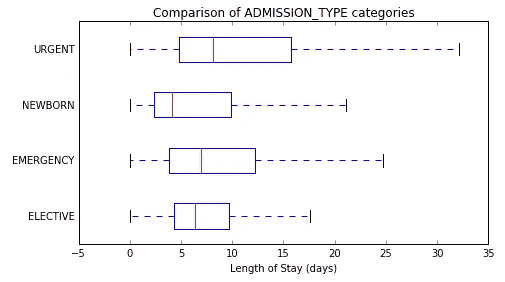 Comparison of ADMISSION_TYPE categories
URGENT
NEWBORN
EMERGENCY
ELECTIVE
−5 0 5 10 15 20 25 30 35
Length of Stay (days)